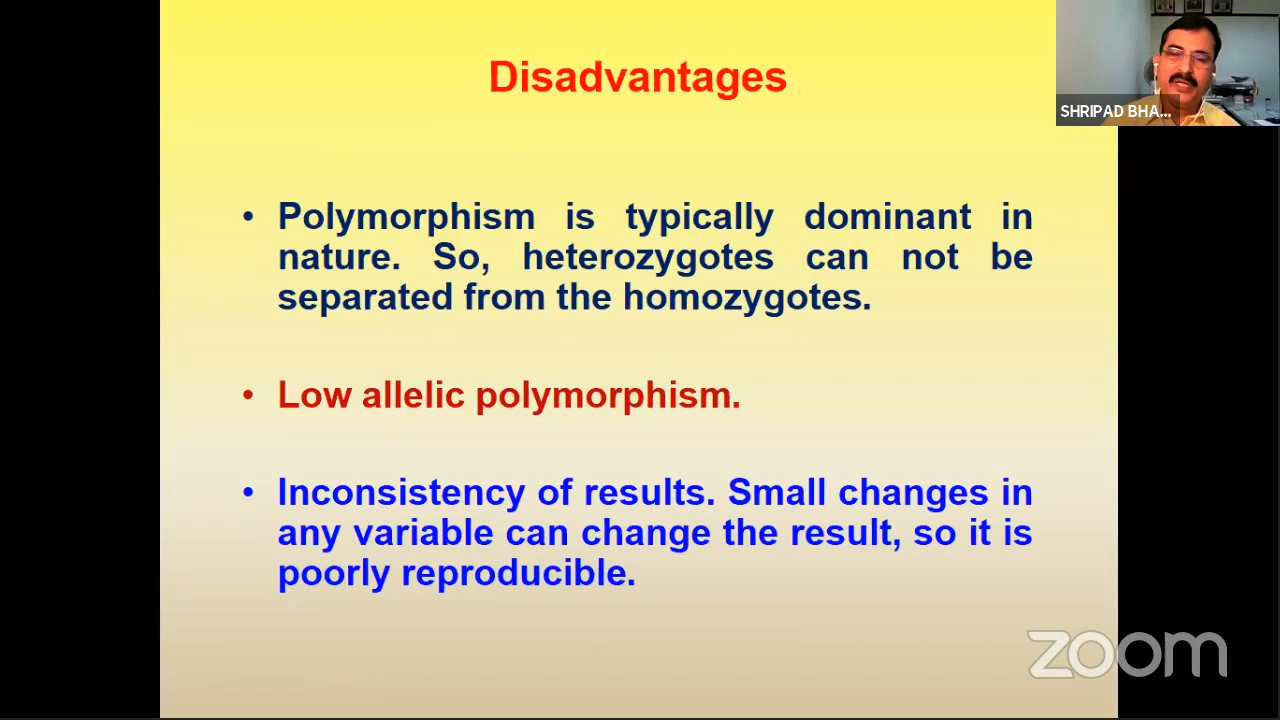 Disadvantages
SHRIPAD BHA...
• Polymorphism is typically dominant in
nature. So, heterozygotes can not be
separated from the homozygotes.
• Low allelic polymorphism.
• Inconsistency of results. Small changes in
any variable can change the result, so it is
poorly reproducible.
zoom